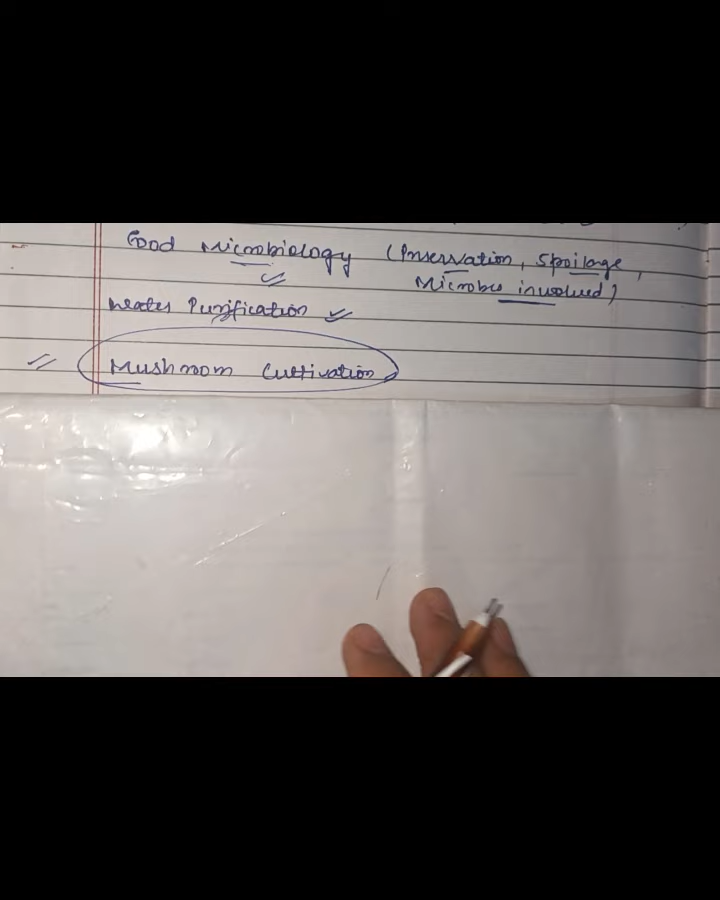 Food Microbiology (Preservation, Spoilage,
Microbes involved)
Water Purification
Mushroom Cultivation